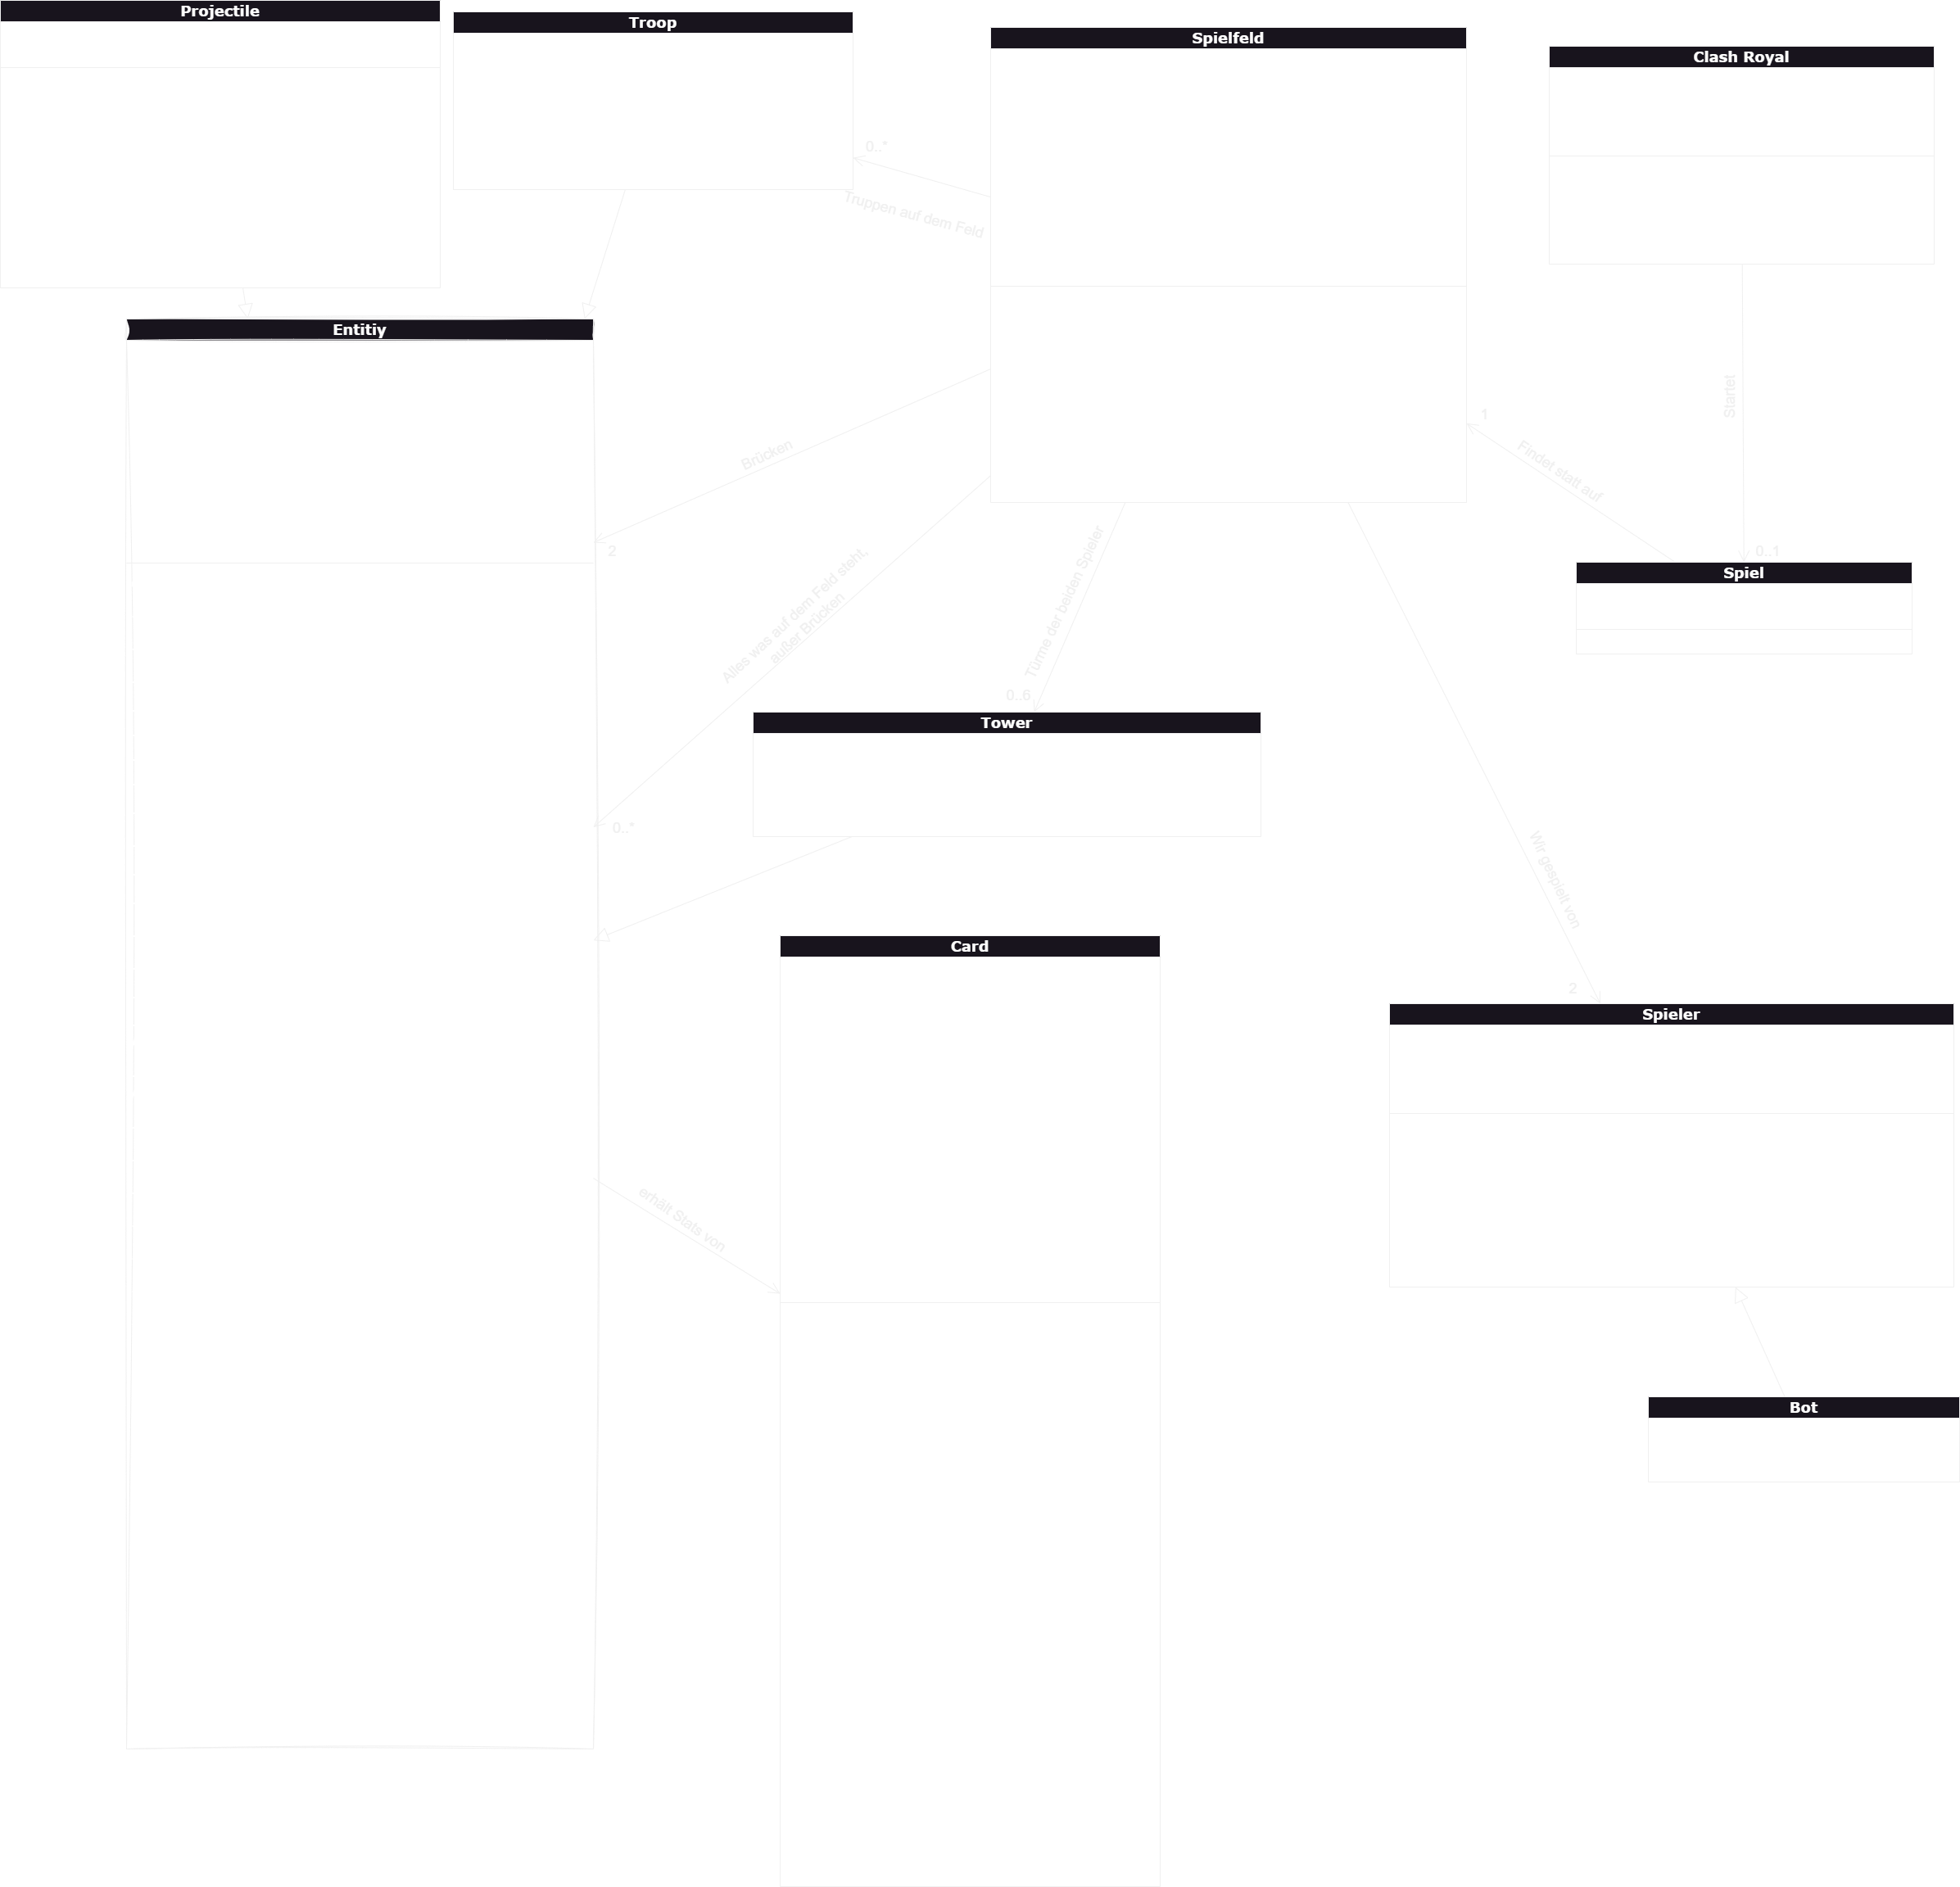 Projectile
Troop
Spielfeld
Clash Royal
0..*
Truppen auf dem Feld
Entitiy
Startet
1
Findet statt auf
Brücken
2
0..1
Spiel
Alles was auf dem Feld steht,
außer Brücken
Türme der beiden Spieler
0..6
Tower
0..*
Wir gespielt von
Card
2
Spieler
erhält Stats von
Bot